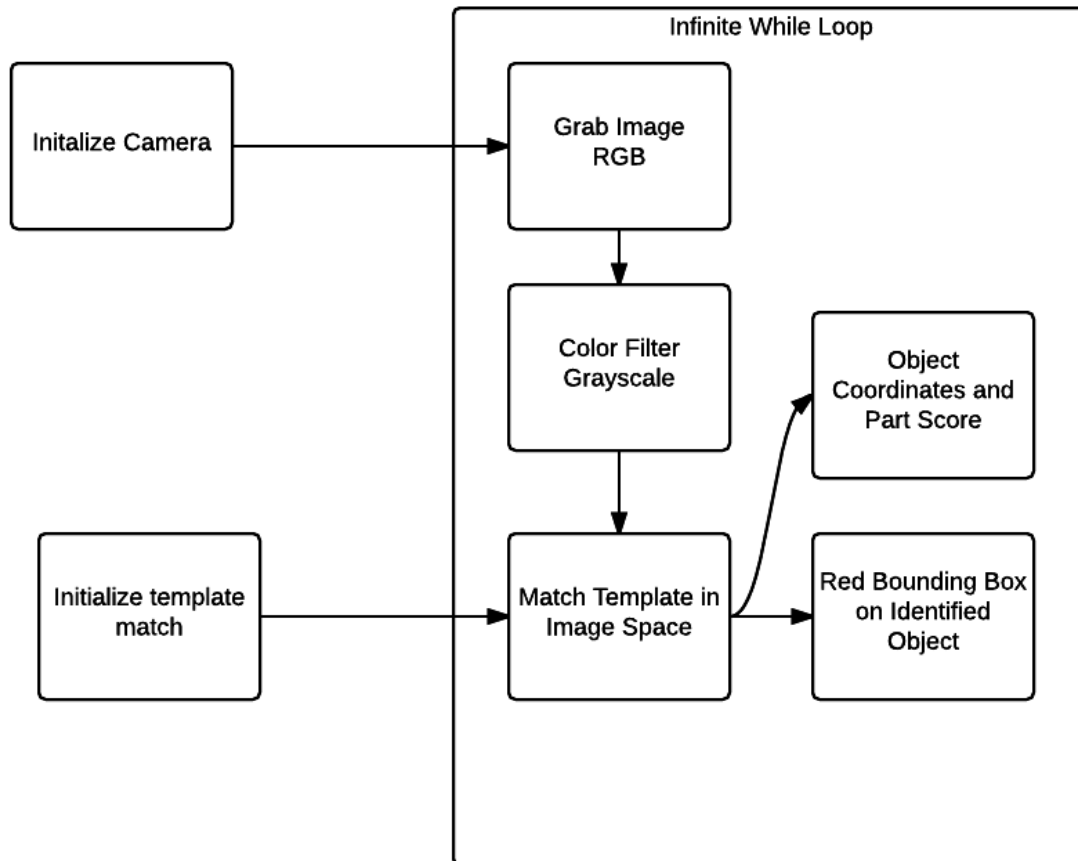 Infinite While Loop
Initalize Camera
Grab Image
RGB
Color Filter
Grayscale
Object
Coordinates and
Part Score
Initialize template
match
Match Template in
Image Space
Red Bounding Box
on Identified
Object